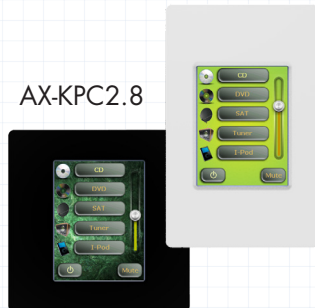 AX-KPC2.8
CD
DVD
SAT
Tuner
I-Pod
Mute
CD
DVD
SAT
Tuner
I-Pod
Mute